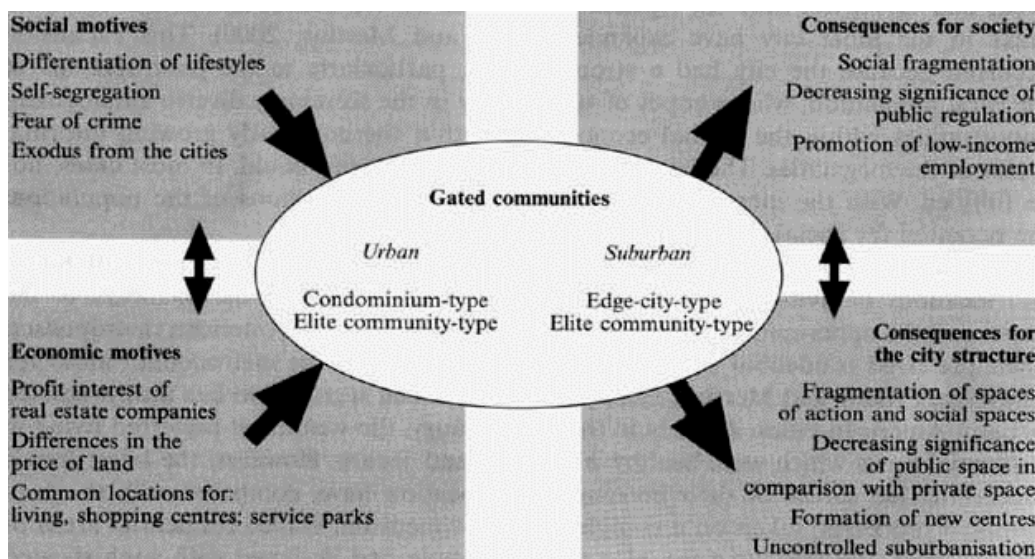 Social motives
Differentiation of lifestyles
Self-segregation
Fear of crime
Exodus from the cities
Consequences for society
Social fragmentation
Decreasing significance of
public regulation
Promotion of low-income
employment
Gated communities
Urban
Condominium-type
Elite community-type
Suburban
Edge-city-type
Elite community-type
Economic motives
Profit interest of
real estate companies
Differences in the
price of land
Common locations for:
living, shopping centres; service parks
Consequences for
the city structure
Fragmentation of spaces
of action and social spaces
Decreasing significance
of public space in
comparison with private space
Formation of new centres
Uncontrolled suburbanisation